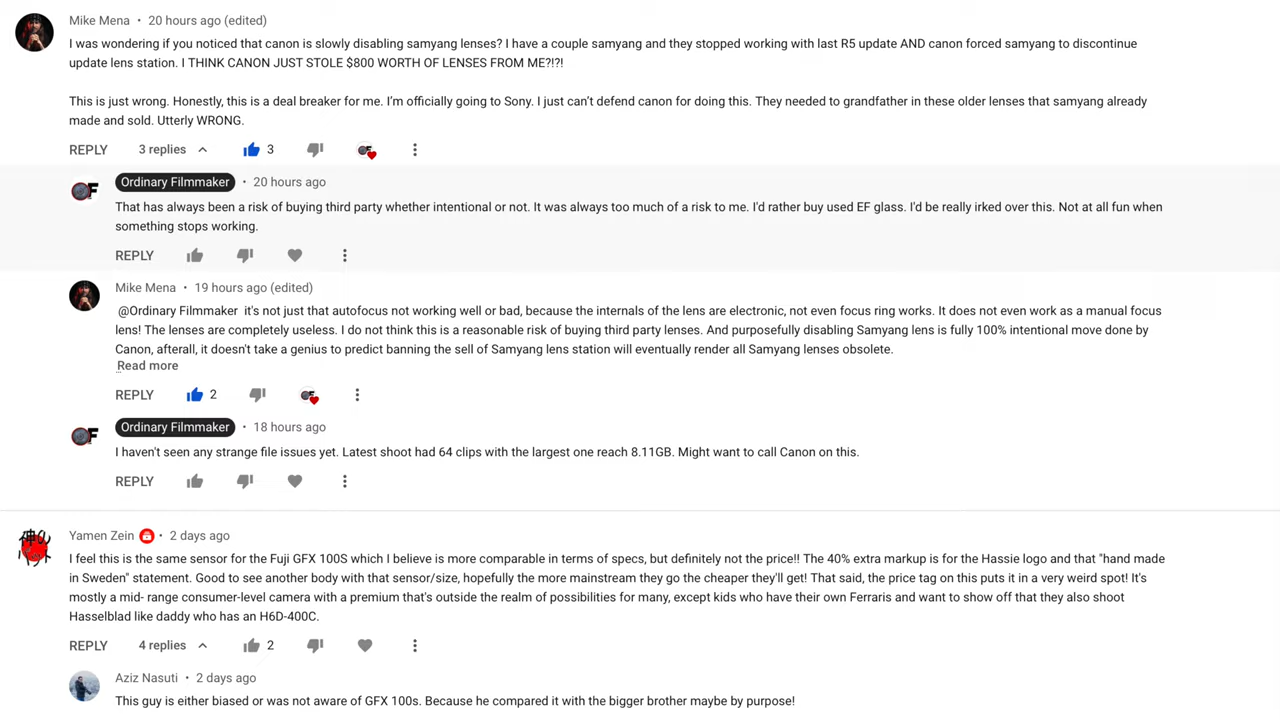 Mike Mena • 20 hours ago (edited)
I was wondering if you noticed that canon is slowly disabling samyang lenses? I have a couple samyang and they stopped working with last R5 update AND canon forced samyang to discontinue
update lens station. I THINK CANON JUST STOLE $800 WORTH OF LENSES FROM ME?!?!
This is just wrong. Honestly, this is a deal breaker for me. I'm officially going to Sony. I just can't defend canon for doing this. They needed to grandfather in these older lenses that samyang already
made and sold. Utterly WRONG.
REPLY 3 replies 3
Ordinary Filmmaker • 20 hours ago
That has always been a risk of buying third party whether intentional or not. It was always too much of a risk to me. I'd rather buy used EF glass. I'd be really irked over this. Not at all fun when
something stops working.
REPLY
Mike Mena • 19 hours ago (edited)
@Ordinary Filmmaker it's not just that autofocus not working well or bad, because the internals of the lens are electronic, not even focus ring works. It does not even work as a manual focus
lens! The lenses are completely useless. I do not think this is a reasonable risk of buying third party lenses. And purposefully disabling Samyang lens is fully 100% intentional move done by
Canon, afterall, it doesn't take a genius to predict banning the sell of Samyang lens station will eventually render all Samyang lenses obsolete.
Read more
REPLY 2
Ordinary Filmmaker • 18 hours ago
I haven't seen any strange file issues yet. Latest shoot had 64 clips with the largest one reach 8.11GB. Might want to call Canon on this.
REPLY
Yamen Zein • 2 days ago
I feel this is the same sensor for the Fuji GFX 100S which I believe is more comparable in terms of specs, but definitely not the price!! The 40% extra markup is for the Hassie logo and that "hand made
in Sweden" statement. Good to see another body with that sensor/size, hopefully the more mainstream they go the cheaper they'll get! That said, the price tag on this puts it in a very weird spot! It's
mostly a mid- range consumer-level camera with a premium that's outside the realm of possibilities for many, except kids who have their own Ferraris and want to show off that they also shoot
Hasselblad like daddy who has an H6D-400C.
REPLY 4 replies 2
Aziz Nasuti • 2 days ago
This guy is either biased or was not aware of GFX 100s. Because he compared it with the bigger brother maybe by purpose!